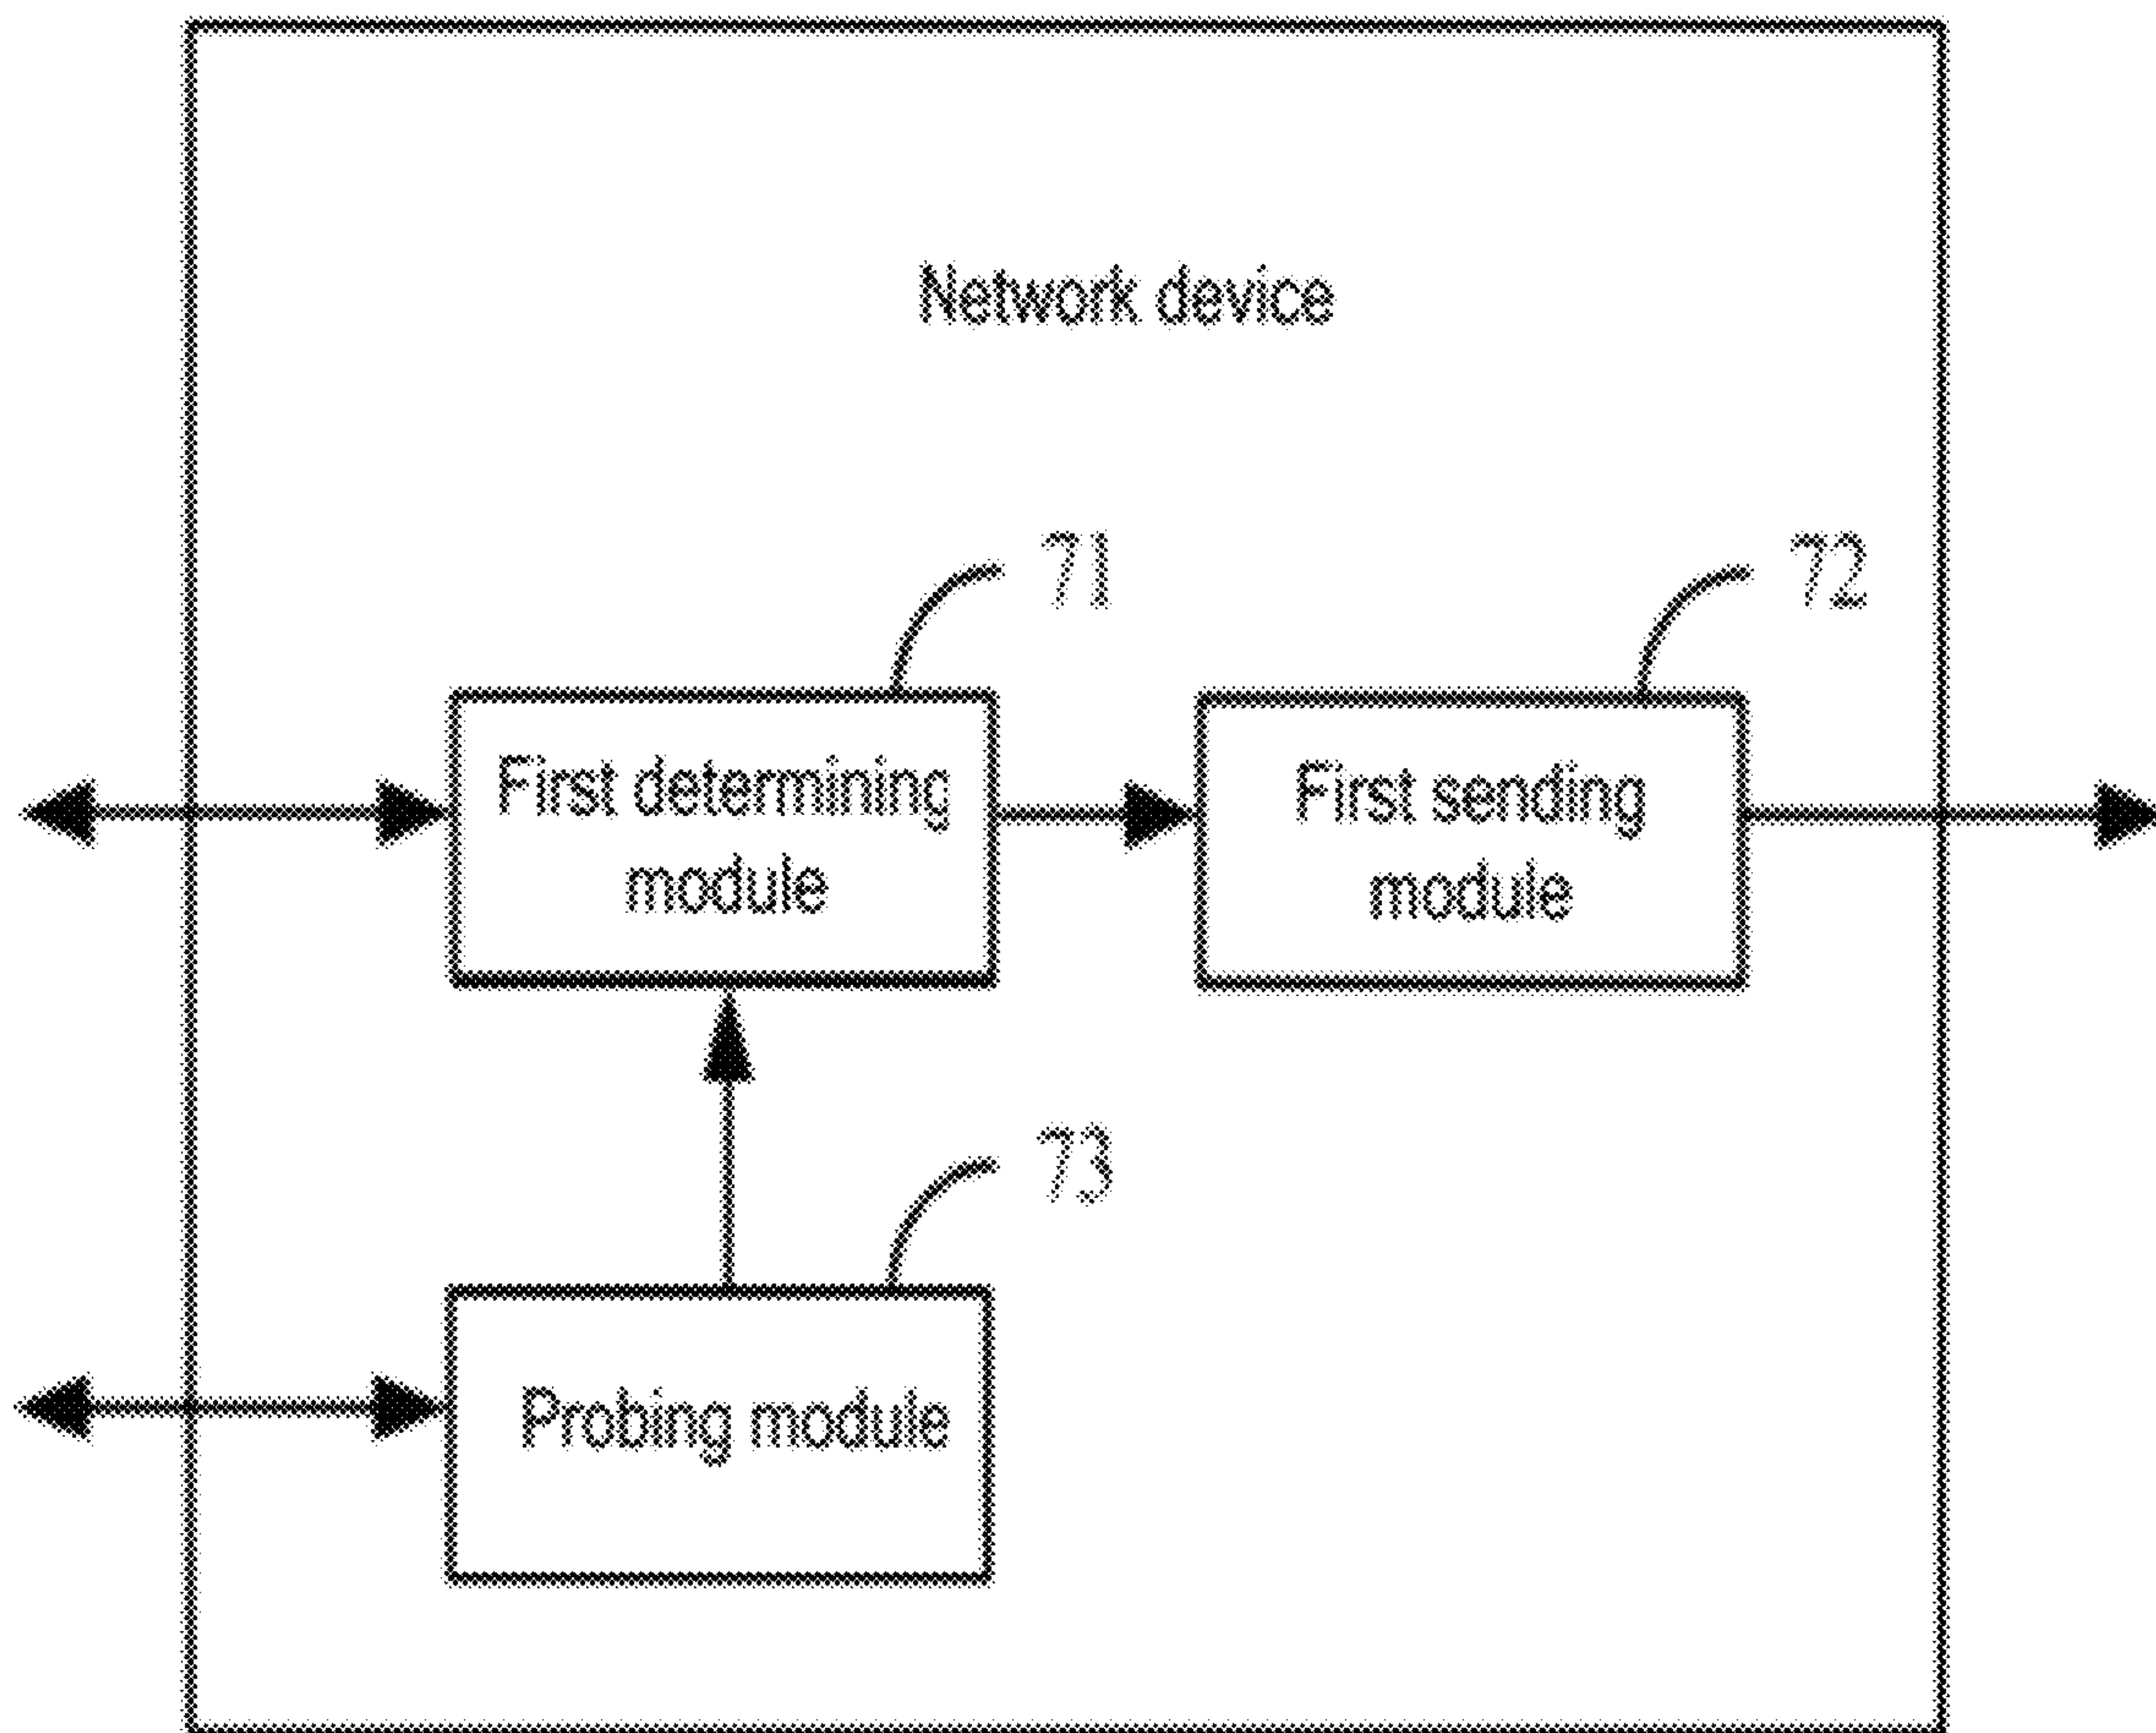 Network device
71
72
First determining
module
First sending
module
73
Probing module